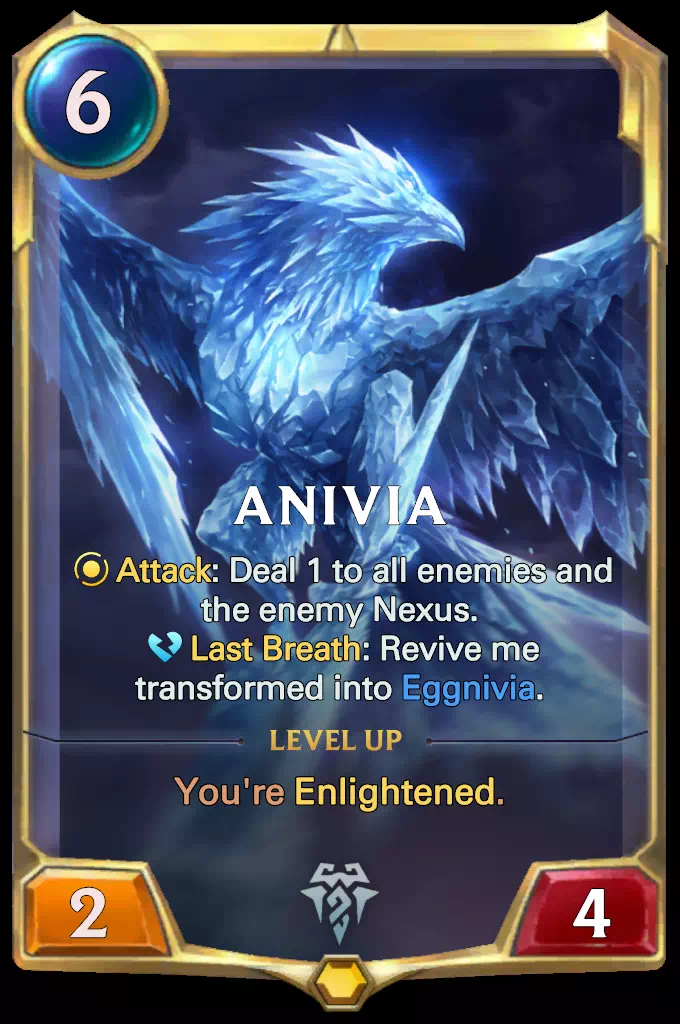 6
ANIVIA
Attack: Deal 1 to all enemies and
the enemy Nexus.
Last Breath: Revive me
transformed into Eggnivia.
LEVEL UP
You're Enlightened.
2
4